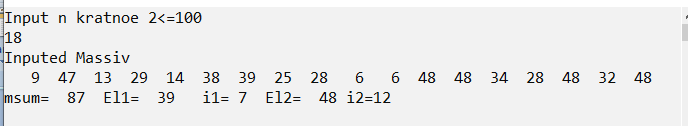 Input n kratnoe 2<=100
18
Inputed Massiv
9 47 13 29 14 38 39 25 28 6 6 48 48 34 28 48 32 48
msum= 87 El1= 39 i1= 7 El2= 48 i2=12